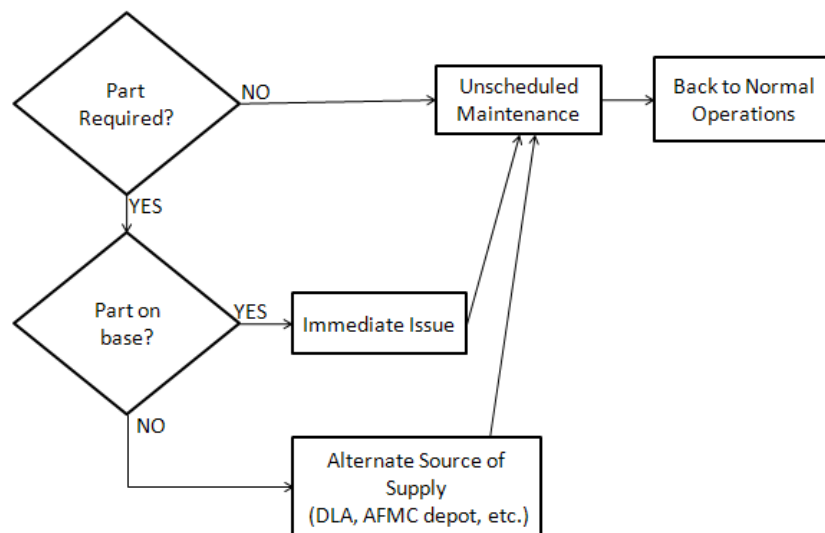 Part
Required?
NO
Unscheduled
Maintenance
Back to Normal
Operations
YES
Part on
base?
YES
Immediate Issue
NO
Alternate Source of
Supply
(DLA, AFMC depot, etc.)